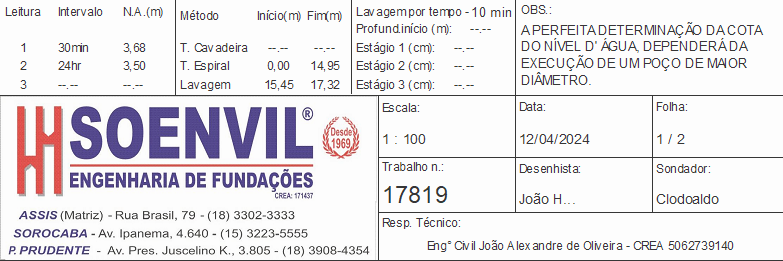 Leitura Intervalo N.A.(m)
1 30min 3,68
2 24hr 3,50
3 --.-- --.--
Método Início(m) Fim(m)
T. Cavadeira --.-- --.--
T. Espiral 0,00 14,95
Lavagem 15,45 17,32
Lavagem por tempo - 10 min
Profund.início (m): --.--
Estágio 1 (cm): --.--
Estágio 2 (cm): --.--
Estágio 3 (cm): --.--
OBS.:
A PERFEITA DETERMINAÇÃO DA COTA
DO NÍVEL D' ÁGUA, DEPENDERÁ DA
EXECUÇÃO DE UM POÇO DE MAIOR
DIÂMETRO.
SOENVIL®
ENGENHARIA DE FUNDAÇÕES
CREA: 171437
Desde
1969
ASSIS (Matriz) - Rua Brasil, 79 - (18) 3302-3333
SOROCABA - Av. Ipanema, 4.640 - (15) 3223-5555
P. PRUDENTE - Av. Pres. Juscelino K., 3.805 - (18) 3908-4354
Escala:
1 : 100
Data:
12/04/2024
Folha:
1 / 2
Trabalho n.:
17819
Desenhista:
João H...
Sondador:
Clodoaldo
Resp. Técnico:
Eng° Civil João Alexandre de Oliveira - CREA 5062739140